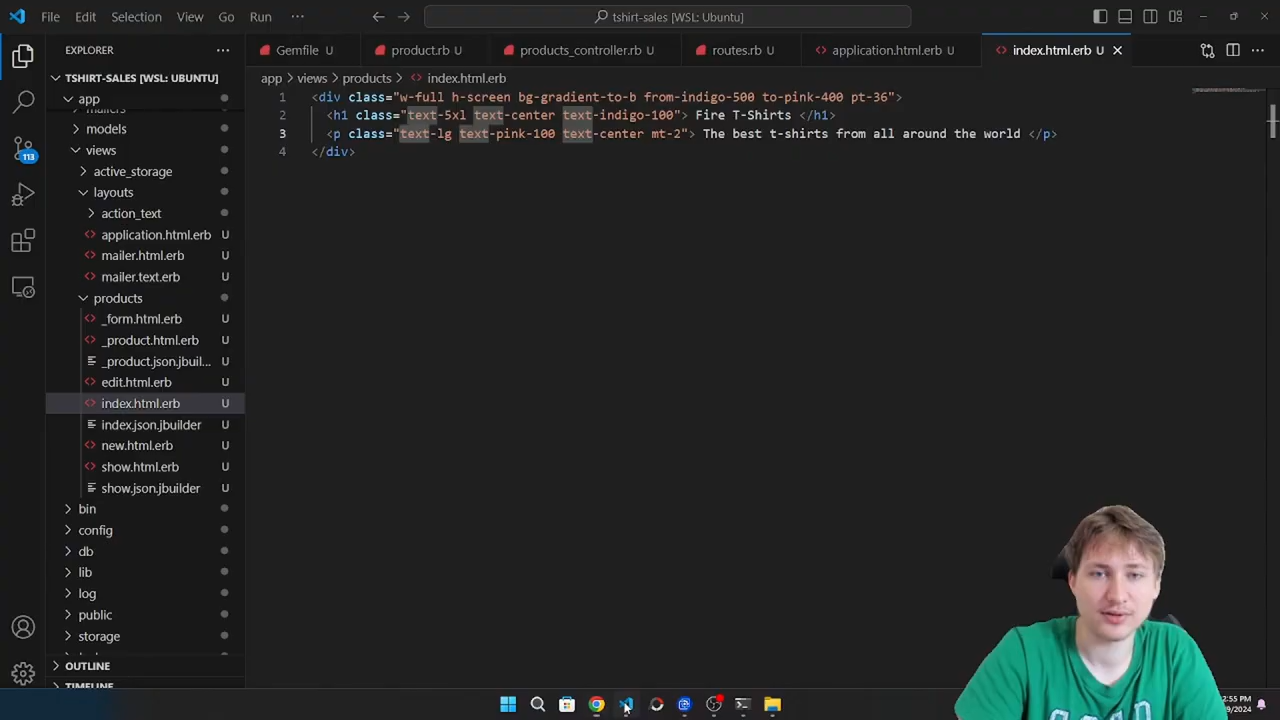 File Edit Selection View Go Run ··· tshirt-sales [WSL: Ubuntu]
EXPLORER ··· Gemfile U product.rb U products_controller.rb U routes.rb U application.html.erb U index.html.erb U
TSHIRT-SALES [WSL: UBUNTU]
app > views > products > index.html.erb
app
1 <div class="w-full h-screen bg-gradient-to-b from-indigo-500 to-pink-400 pt-36">
2 <h1 class="text-5xl text-center text-indigo-100"> Fire T-Shirts </h1>
3 <p class="text-lg text-pink-100 text-center mt-2"> The best t-shirts from all around the world </p>
4 </div>
mailers
models
views
active_storage
layouts
action_text
application.html.erb U
mailer.html.erb U
mailer.text.erb U
products
_form.html.erb U
_product.html.erb U
_product.json.jbuil... U
edit.html.erb U
index.html.erb U
index.json.jbuilder U
new.html.erb U
show.html.erb U
show.json.jbuilder U
bin
config
db
lib
log
public
storage
OUTLINE
TIMELINE
113